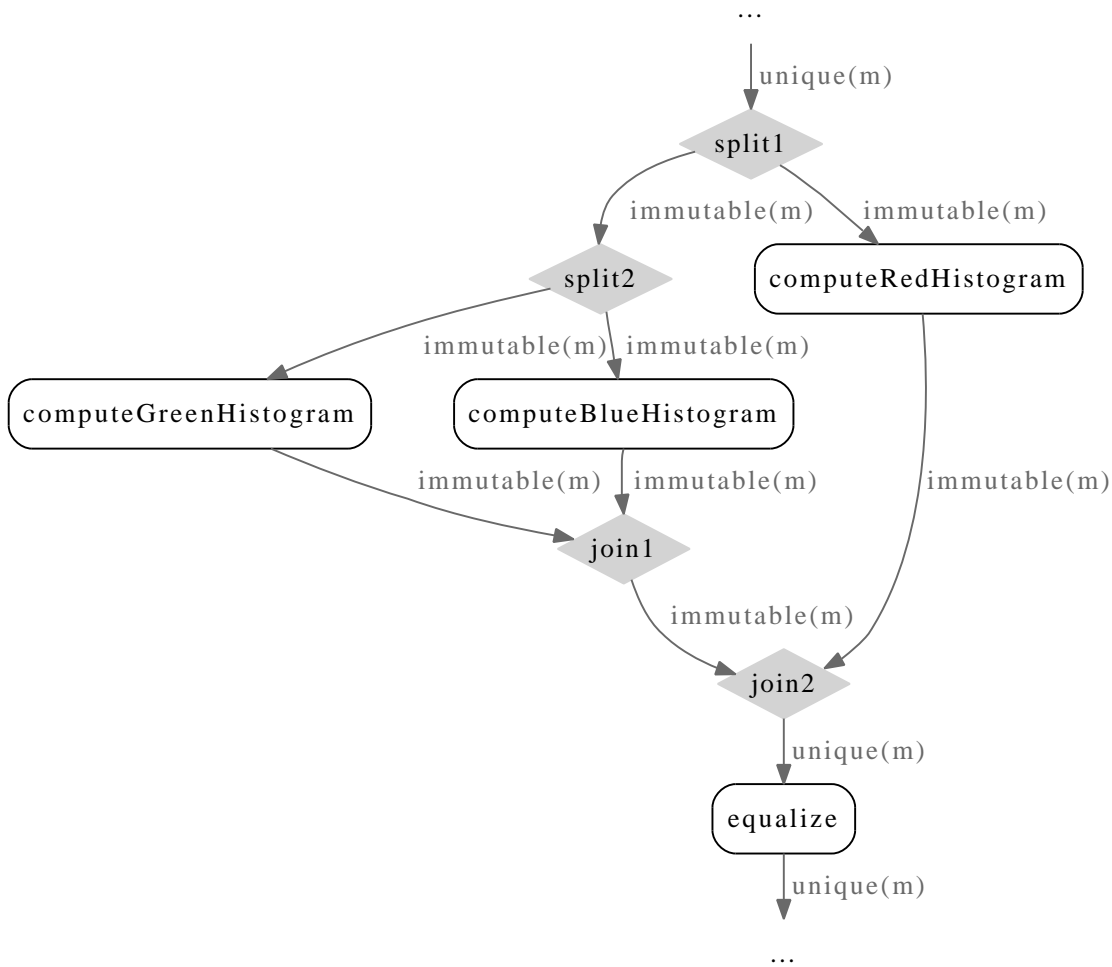 ...
unique(m)
split1
immutable(m) immutable(m)
split2 computeRedHistogram
immutable(m) immutable(m)
computeGreenHistogram computeBlueHistogram
immutable(m) immutable(m) immutable(m)
join1
immutable(m)
join2
unique(m)
equalize
unique(m)
...